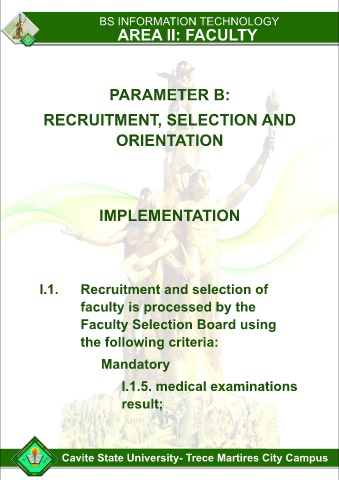 BS INFORMATION TECHNOLOGY
AREA II: FACULTY
PARAMETER B:
RECRUITMENT, SELECTION AND
ORIENTATION
IMPLEMENTATION
I.1. Recruitment and selection of
faculty is processed by the
Faculty Selection Board using
the following criteria:
Mandatory
I.1.5. medical examinations
result;
Cavite State University- Trece Martires City Campus